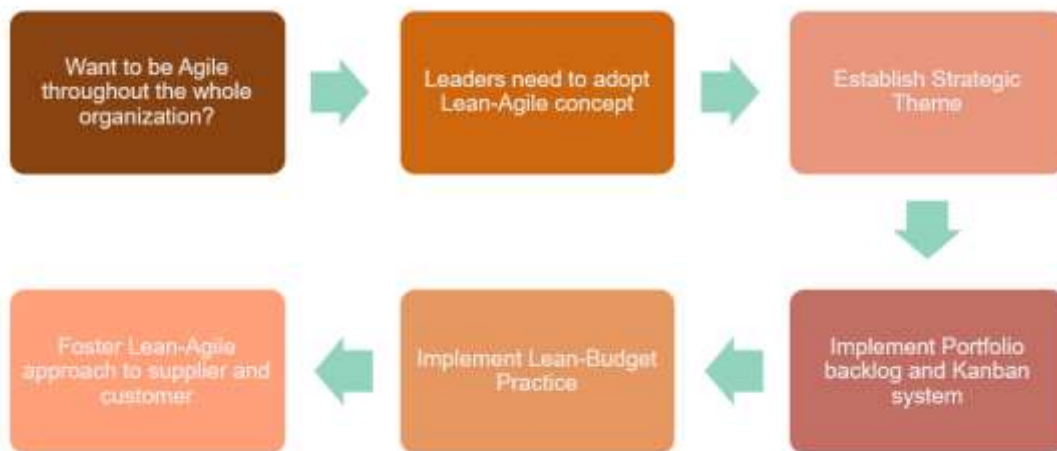 Want to be Agile
throughout the whole
organization?
Leaders need to adopt
Lean-Agile concept
Establish Strategic
Theme
Implement Portfolio
backlog and Kanban
system
Implement Lean-Budget
Practice
Foster Lean-Agile
approach to supplier and
customer